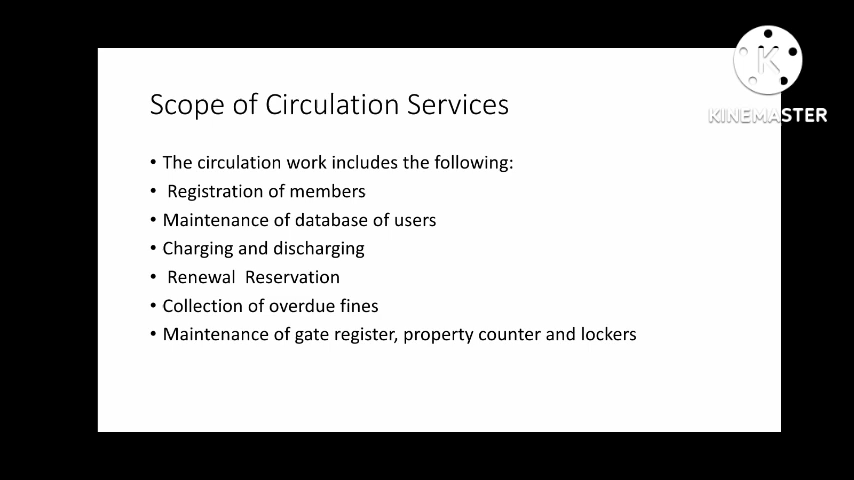 Scope of Circulation Services
• The circulation work includes the following:
• Registration of members
• Maintenance of database of users
• Charging and discharging
• Renewal  Reservation
• Collection of overdue fines
• Maintenance of gate register, property counter and lockers
K
KINEMASTER